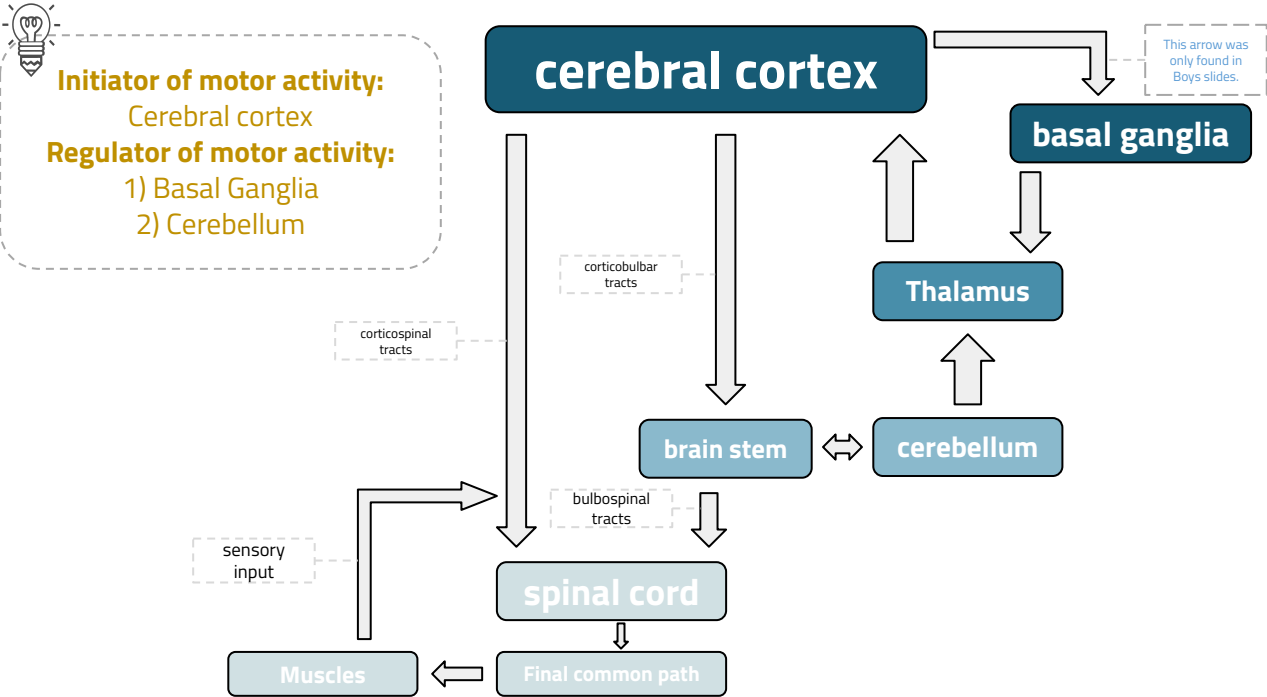 Initiator of motor activity:
Cerebral cortex
Regulator of motor activity:
1) Basal Ganglia
2) Cerebellum
cerebral cortex
This arrow was
only found in
Boys slides.
basal ganglia
Thalamus
corticobulbar
tracts
corticospinal
tracts
brain stem
cerebellum
bulbospinal
tracts
sensory
input
spinal cord
Muscles
Final common path